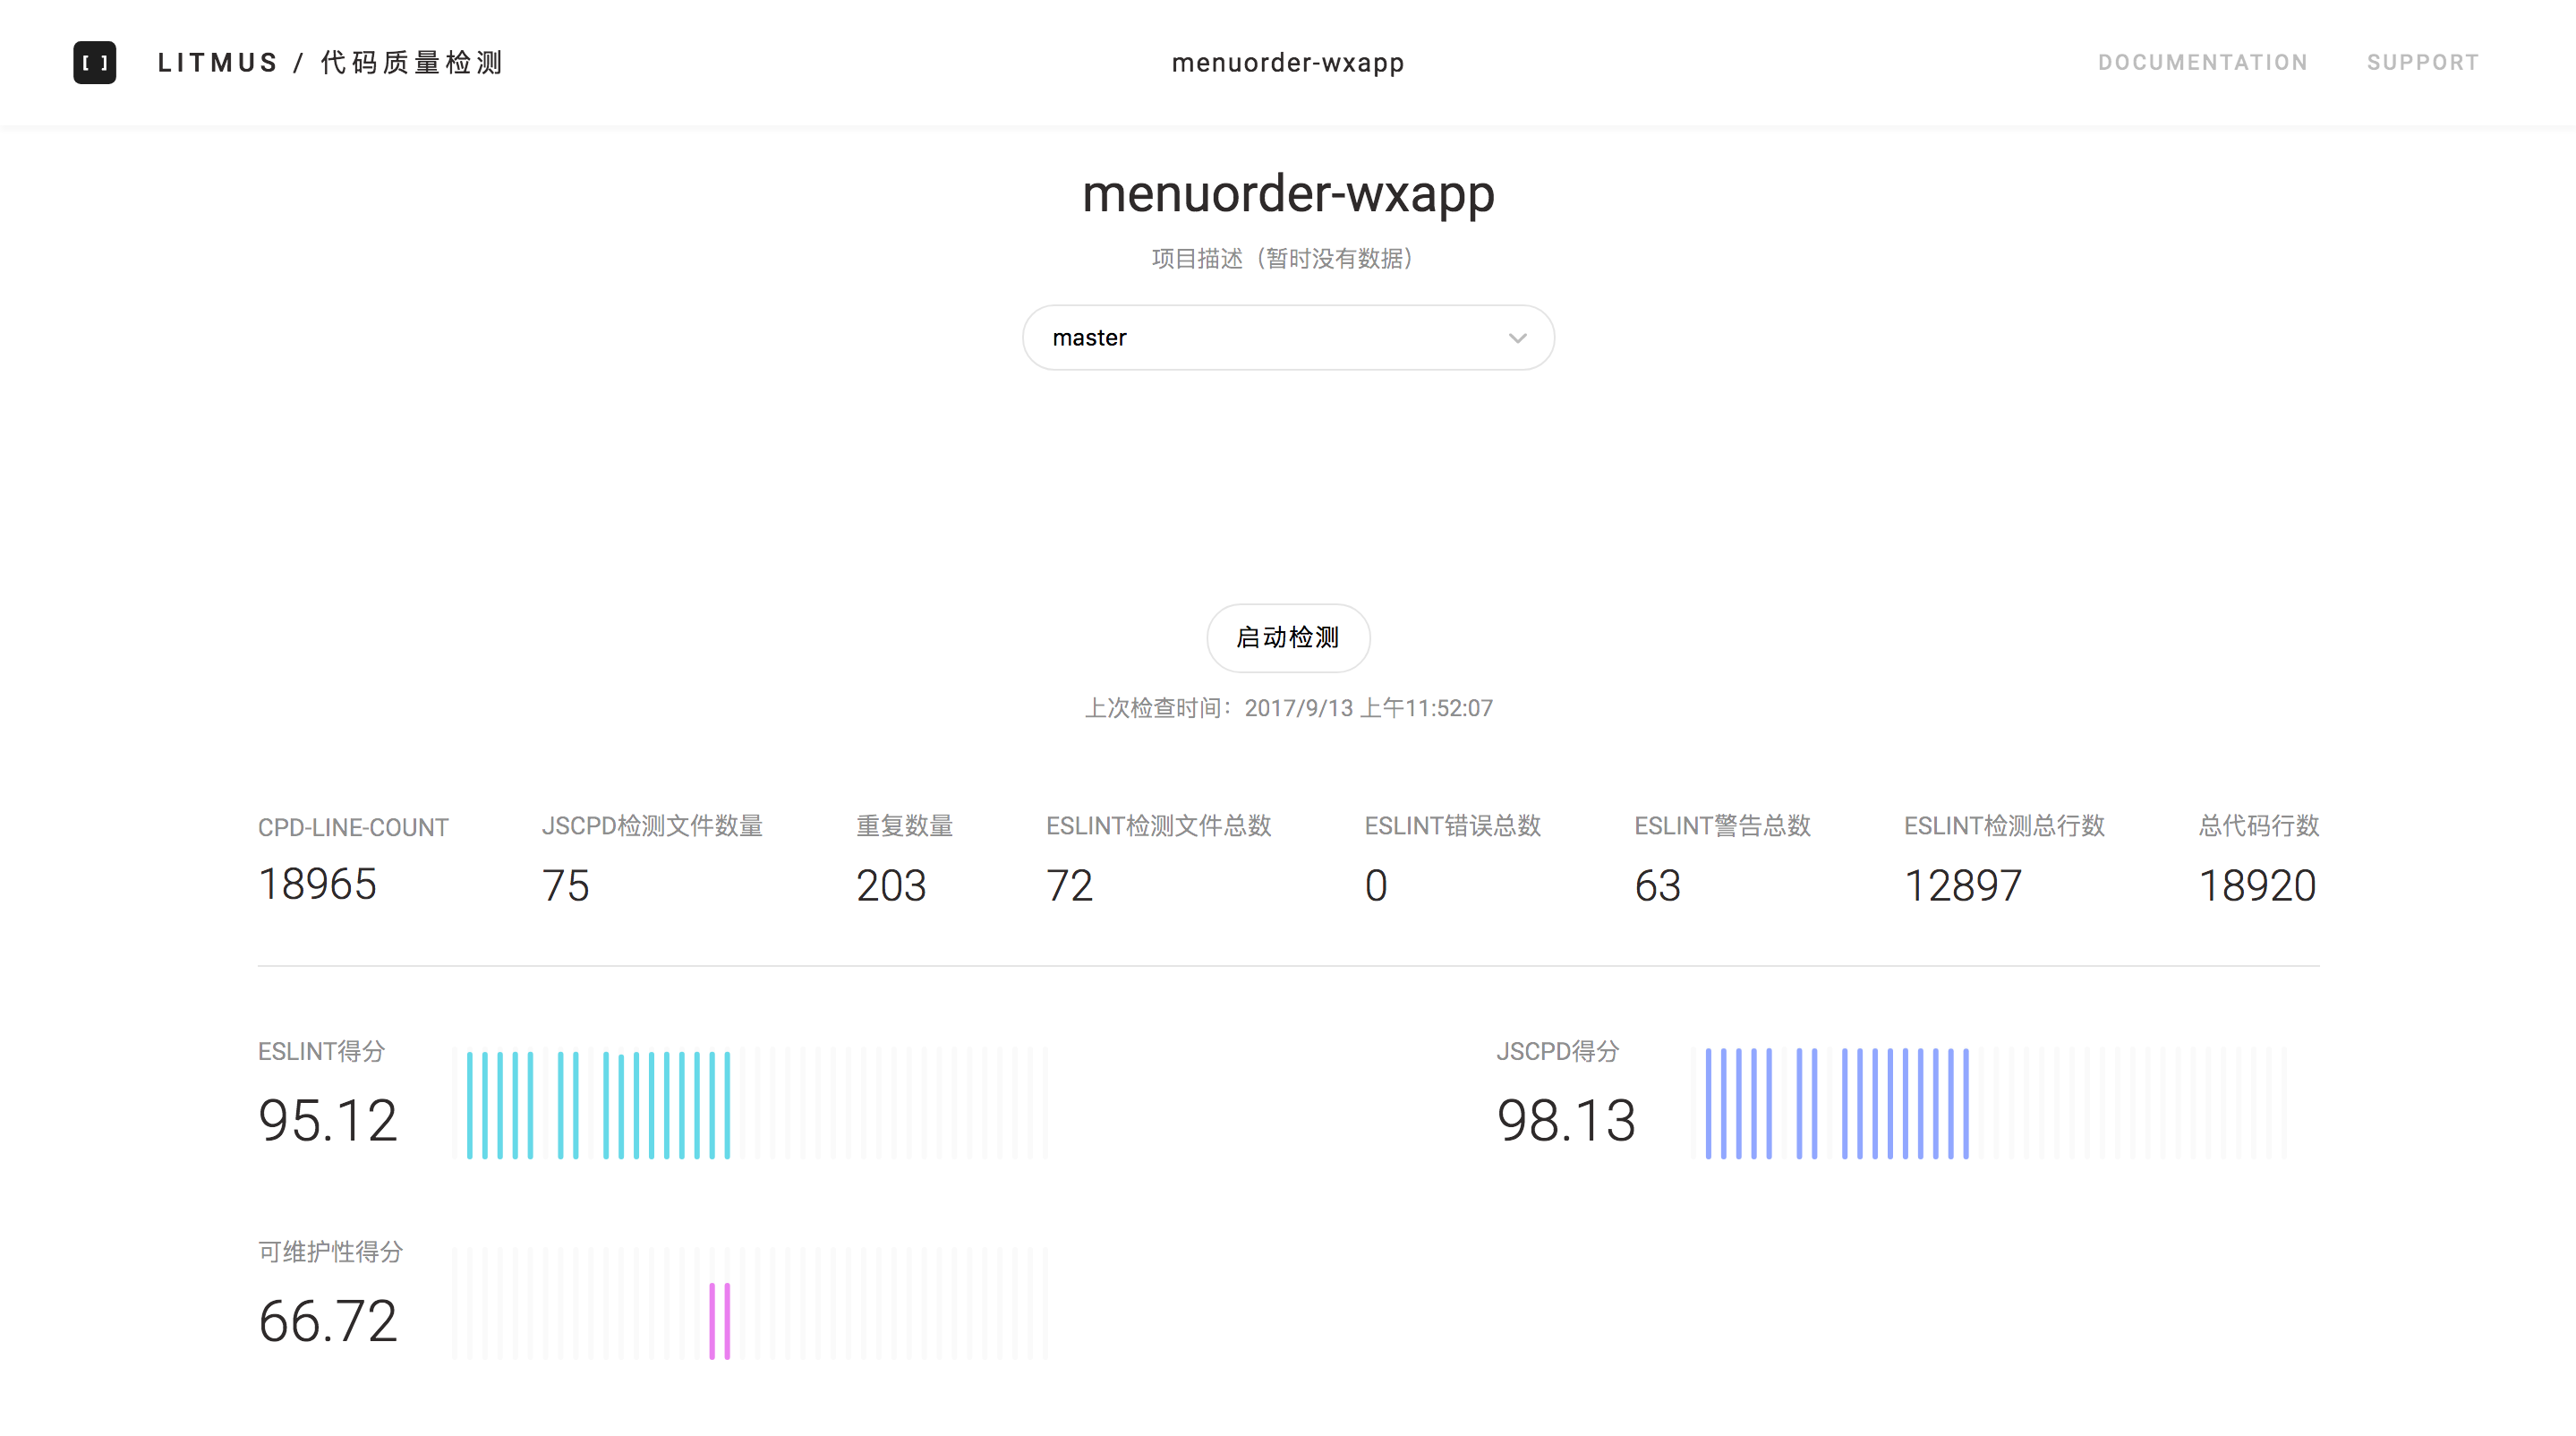 [ ] LITMUS / 代码质量检测 menuorder-wxapp DOCUMENTATION SUPPORT
menuorder-wxapp
项目描述（暂时没有数据）
master
启动检测
上次检查时间：2017/9/13 上午11:52:07
CPD-LINE-COUNT JSCPD检测文件数量 重复数量 ESLINT检测文件总数 ESLINT错误总数 ESLINT警告总数 ESLINT检测总行数 总代码行数
18965 75 203 72 0 63 12897 18920
ESLINT得分 JSCPD得分
95.12 98.13
可维护性得分
66.72